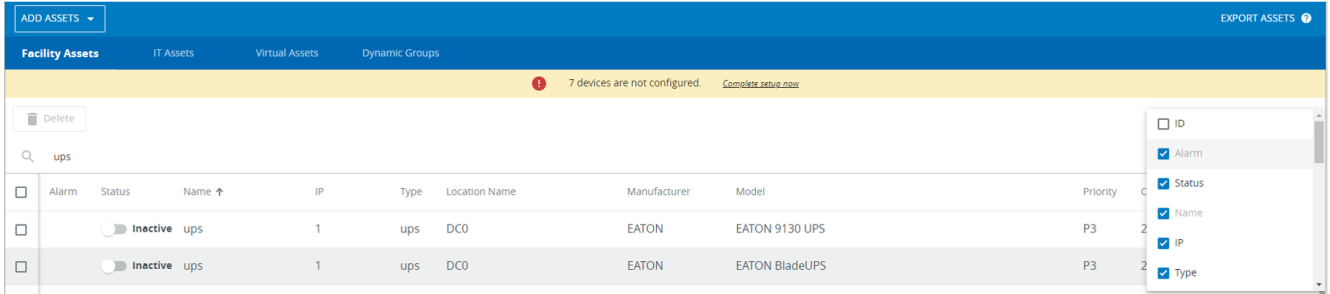 ADD ASSETS
EXPORT ASSETS ?
Facility Assets IT Assets Virtual Assets Dynamic Groups
! 7 devices are not configured. Complete setup now
Delete
ups
Alarm Status Name IP Type Location Name Manufacturer Model Priority
Inactive ups 1 ups DC0 EATON EATON 9130 UPS P3 2
Inactive ups 1 ups DC0 EATON EATON BladeUPS P3 2
ID
Alarm
Status
Name
IP
Type